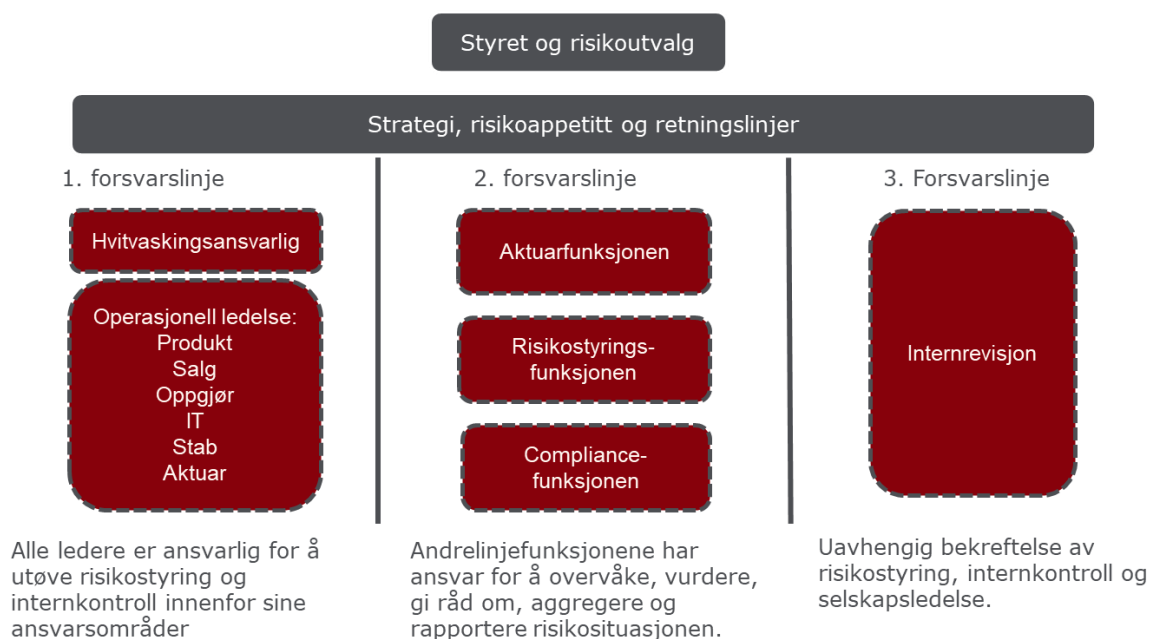 Styret og risikoutvalg
Strategi, risikoappetitt og retningslinjer
1. forsvarslinje
Hvitvaskingsansvarlig
Operasjonell ledelse:
Produkt
Salg
Oppgjør
IT
Stab
Aktuar
Alle ledere er ansvarlig for å
utøve risikostyring og
internkontroll innenfor sine
ansvarsområder
2. forsvarslinje
Aktuarfunksjonen
Risikostyrings-
funksjonen
Compliance-
funksjonen
Andrelinjefunksjonene har
ansvar for å overvåke, vurdere,
gi råd om, aggregere og
rapportere risikosituasjonen.
3. Forsvarslinje
Internrevisjon
Uavhengig bekreftelse av
risikostyring, internkontroll og
selskapsledelse.